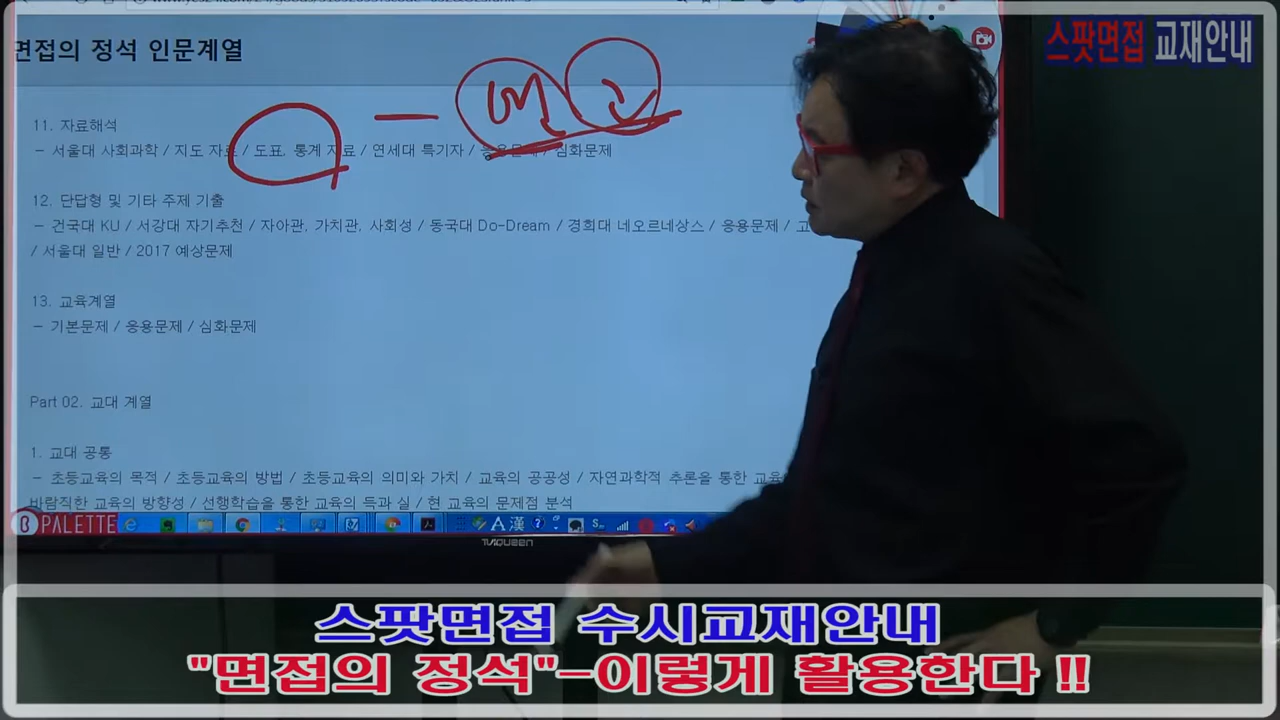 스팟면접 교재안내
면접의 정석 인문계열
11. 자료해석
- 서울대 사회과학 / 지도 자료 / 도표, 통계 자료 / 연세대 특기자 / 응용문제 / 심화문제
12. 단답형 및 기타 주제 기출
- 건국대 KU / 서강대 자기추천 / 자아관, 가치관, 사회성 / 동국대 Do-Dream / 경희대 네오르네상스 / 응용문제 / 고
/ 서울대 일반 / 2017 예상문제
13. 교육계열
- 기본문제 / 응용문제 / 심화문제
Part 02. 교대 계열
1. 교대 공통
- 초등교육의 목적 / 초등교육의 방법 / 초등교육의 의미와 가치 / 교육의 공공성 / 자연과학적 추론을 통한 교육
바람직한 교육의 방향성 / 선행학습을 통한 교육의 득과 실 / 현 교육의 문제점 분석
PALETTE
A 漢
스팟면접 수시교재안내
"면접의 정석"-이렇게 활용한다 !!